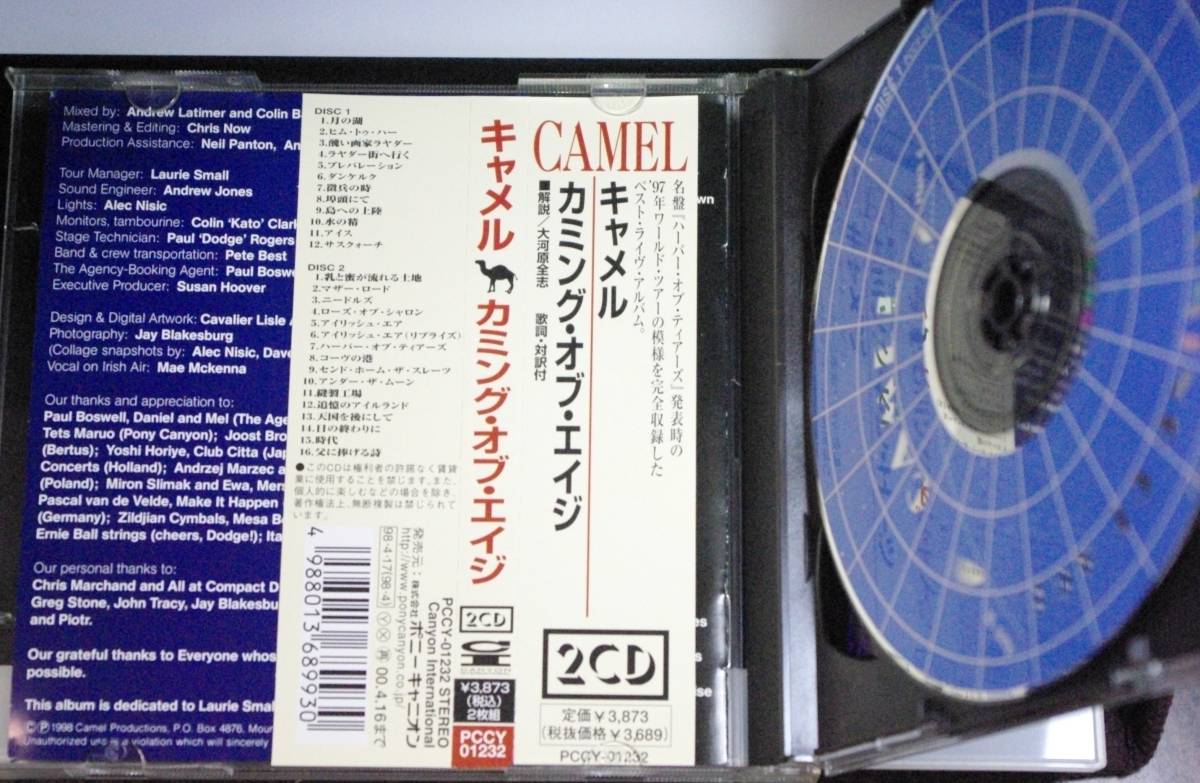 Mixed by: Andrew Latimer and Colin B
Mastering & Editing: Chris Now
Production Assistance: Neil Panton, An
Tour Manager: Laurie Small
Sound Engineer: Andrew Jones
Lights: Alec Nisic
Monitors, tambourine: Colin ‘Kato’ Clar
Stage Technician: Paul ‘Dodge’ Rogers
Band & crew transportation: Pete Best
The Agency-Booking Agent: Paul Bosw
Executive Producer: Susan Hoover
Design & Digital Artwork: Cavalier Lisle
Photography: Jay Blakesburg
(Collage snapshots by: Alec Nisic, Dave
Vocal on Irish Air: Mae Mckenna
Our thanks and appreciation to:
Paul Boswell, Daniel and Mel (The Age
Tets Maruo (Pony Canyon); Joost Bro
(Bertus); Yoshi Horiye, Club Citta (Jap
Concerts (Holland); Andrzej Marzec a
(Poland); Miron Slimak and Ewa, Mers
Pascal van de Velde, Make It Happen
(Germany); Zildjian Cymbals, Mesa B
Ernie Ball strings (cheers, Dodge!); Ita
Our personal thanks to:
Chris Marchand and All at Compact D
Greg Stone, John Tracy, Jay Blakesbu
and Piotr.
Our grateful thanks to Everyone whos
possible.
This album is dedicated to Laurie Smal
©℗1998 Camel Productions, P.O. Box 4876, Mour
Unauthorized use is a violation which will sincerely
DISC 1
1.月の湖
2.ヒム・トゥ・ハー
3.醜い画家ラヤダー
4.ラヤダー街へ行く
5.プレパレーション
6.ダンケルク
7.徴兵の時
8.埠頭にて
9.島への上陸
10.水の精
11.アイス
12.サスクォーチ
DISC 2
1.乳と蜜が流れる土地
2.マザー・ロード
3.ニードルズ
4.ローズ・オブ・シャロン
5.アイリッシュ・エア
6.アイリッシュ・エア(リプライズ)
7.ハーバー・オブ・ティアーズ
8.コーヴの港
9.センド・ホーム・ザ・スレーツ
10.アンダー・ザ・ムーン
11.縫製工場
12.追憶のアイルランド
13.天国を後にして
14.目の終わりに
15.時代
16.父に捧げる詩
●このCDは権利者の許諾なく賃貸
業に使用することを禁じます。また、
個人的に楽しむなどの場合を除き、
著作権法上、無断複製は禁じられて
います。
4 988013 689930
発売元：株式会社ポニーキャニオン
http://www.ponycanyon.co.jp/
98・4・17(98・4) Ⓨ Ⓧ 再 00.4.16まで
PCCY-01232 STEREO
Canyon International
キャメル カミング・オブ・エイジ
2CD
¥3,873
(税込)
2枚組
PCCY
01232
CAMEL
キャメル
カミング・オブ・エイジ
■解説／大河原全志 歌詞・対訳付
名盤『ハーバー・オブ・ティアーズ』発表時の
'97年ワールド・ツアーの模様を完全収録した
ベスト・ライヴ・アルバム。
2CD
定価¥3,873
(税抜価格¥3,689)
PCCY-01232